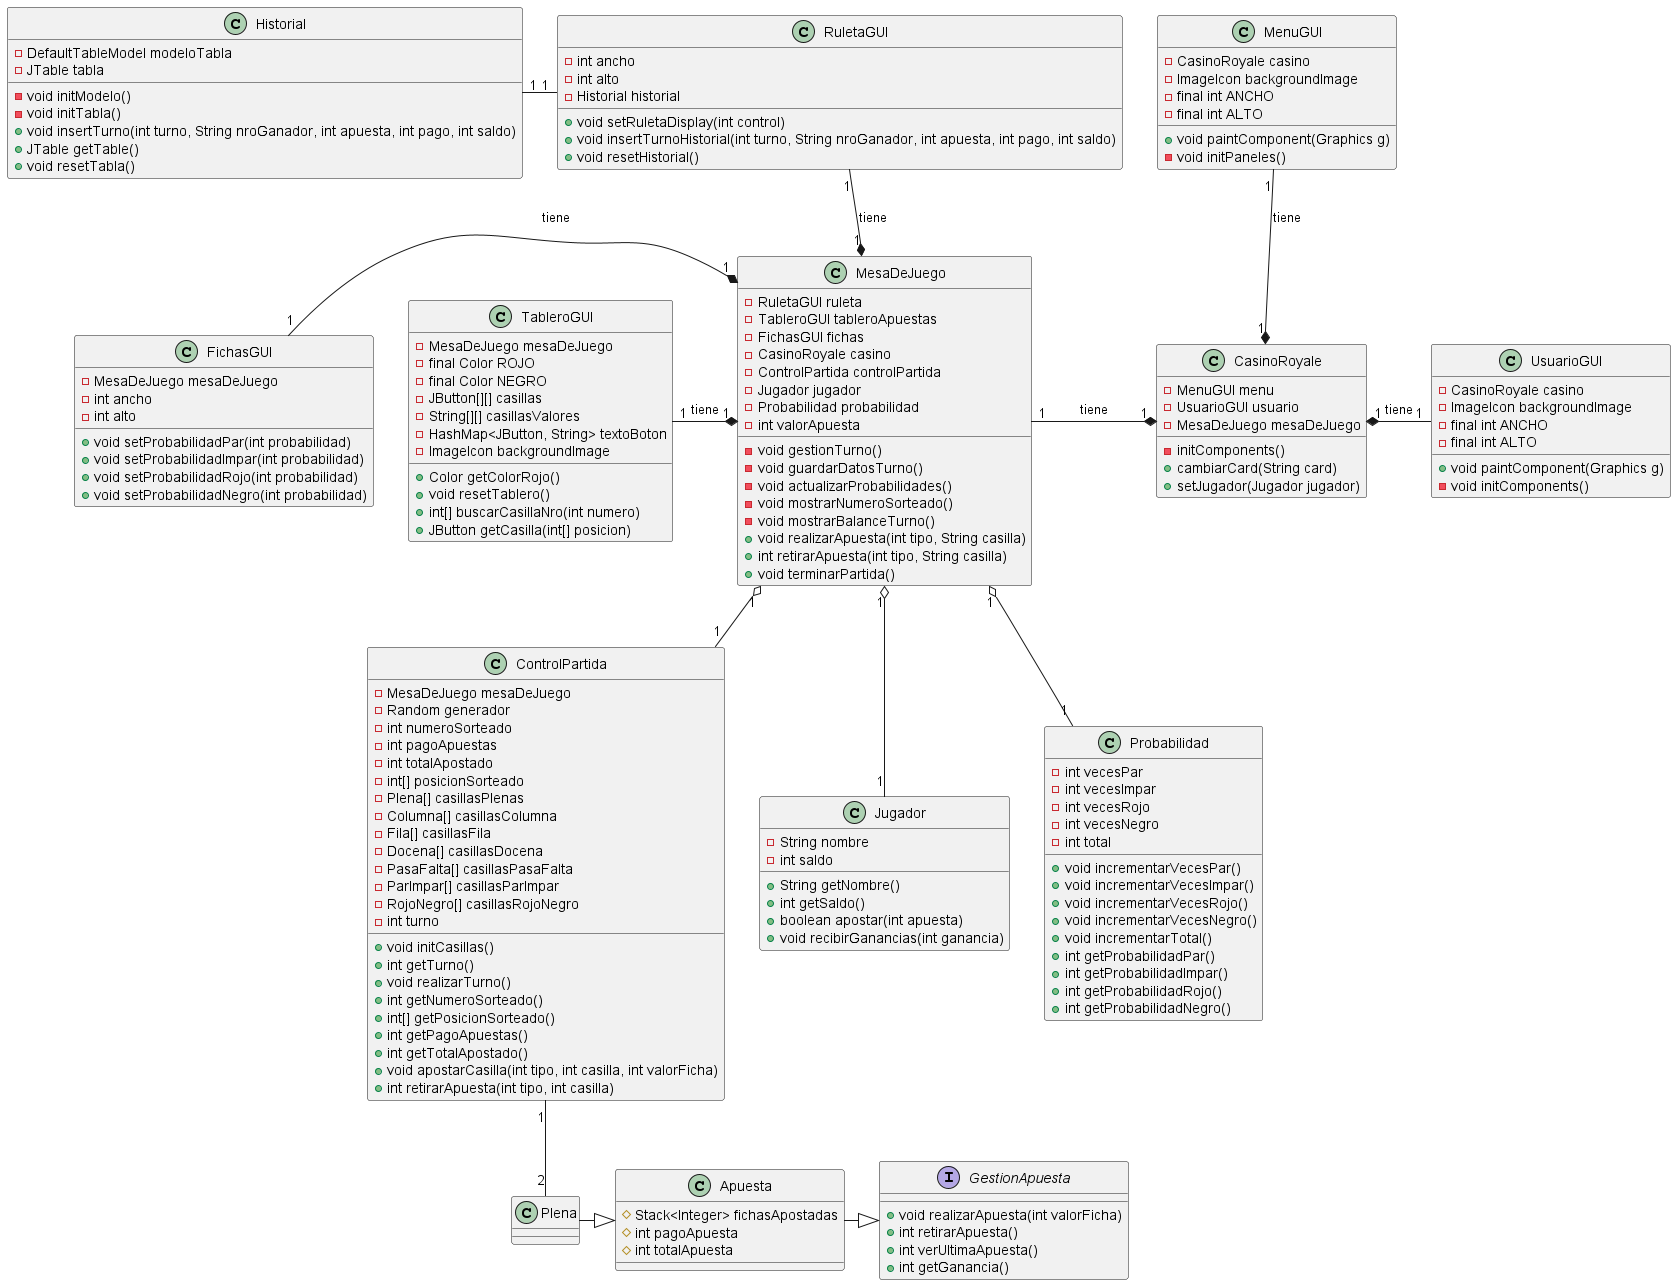 Historial
DefaultTableModel modeloTabla
JTable tabla
void initModelo()
void initTabla()
void insertTurno(int turno, String nroGanador, int apuesta, int pago, int saldo)
JTable getTable()
void resetTabla()
1 1
RuletaGUI
int ancho
int alto
Historial historial
void setRuletaDisplay(int control)
void insertTurnoHistorial(int turno, String nroGanador, int apuesta, int pago, int saldo)
void resetHistorial()
MenuGUI
CasinoRoyale casino
ImageIcon backgroundImage
final int ANCHO
final int ALTO
void paintComponent(Graphics g)
void initPaneles()
1
tiene
1
1
tiene
1
tiene
1
1
FichasGUI
MesaDeJuego mesaDeJuego
int ancho
int alto
void setProbabilidadPar(int probabilidad)
void setProbabilidadImpar(int probabilidad)
void setProbabilidadRojo(int probabilidad)
void setProbabilidadNegro(int probabilidad)
TableroGUI
MesaDeJuego mesaDeJuego
final Color ROJO
final Color NEGRO
JButton[][] casillas
String[][] casillasValores
HashMap<JButton, String> textoBoton
ImageIcon backgroundImage
Color getColorRojo()
void resetTablero()
int[] buscarCasillaNro(int numero)
JButton getCasilla(int[] posicion)
1 tiene 1
MesaDeJuego
RuletaGUI ruleta
TableroGUI tableroApuestas
FichasGUI fichas
CasinoRoyale casino
ControlPartida controlPartida
Jugador jugador
Probabilidad probabilidad
int valorApuesta
void gestionTurno()
void guardarDatosTurno()
void actualizarProbabilidades()
void mostrarNumeroSorteado()
void mostrarBalanceTurno()
void realizarApuesta(int tipo, String casilla)
int retirarApuesta(int tipo, String casilla)
void terminarPartida()
1 tiene 1
CasinoRoyale
MenuGUI menu
UsuarioGUI usuario
MesaDeJuego mesaDeJuego
initComponents()
cambiarCard(String card)
setJugador(Jugador jugador)
1 tiene 1
UsuarioGUI
CasinoRoyale casino
ImageIcon backgroundImage
final int ANCHO
final int ALTO
void paintComponent(Graphics g)
void initComponents()
1
1
1
1
1
1
ControlPartida
MesaDeJuego mesaDeJuego
Random generador
int numeroSorteado
int pagoApuestas
int totalApostado
int[] posicionSorteado
Plena[] casillasPlenas
Columna[] casillasColumna
Fila[] casillasFila
Docena[] casillasDocena
PasaFalta[] casillasPasaFalta
ParImpar[] casillasParImpar
RojoNegro[] casillasRojoNegro
int turno
void initCasillas()
int getTurno()
void realizarTurno()
int getNumeroSorteado()
int[] getPosicionSorteado()
int getPagoApuestas()
int getTotalApostado()
void apostarCasilla(int tipo, int casilla, int valorFicha)
int retirarApuesta(int tipo, int casilla)
Jugador
String nombre
int saldo
String getNombre()
int getSaldo()
boolean apostar(int apuesta)
void recibirGanancias(int ganancia)
Probabilidad
int vecesPar
int vecesImpar
int vecesRojo
int vecesNegro
int total
void incrementarVecesPar()
void incrementarVecesImpar()
void incrementarVecesRojo()
void incrementarVecesNegro()
void incrementarTotal()
int getProbabilidadPar()
int getProbabilidadImpar()
int getProbabilidadRojo()
int getProbabilidadNegro()
1
2
Plena
Apuesta
Stack<Integer> fichasApostadas
int pagoApuesta
int totalApuesta
GestionApuesta
void realizarApuesta(int valorFicha)
int retirarApuesta()
int verUltimaApuesta()
int getGanancia()